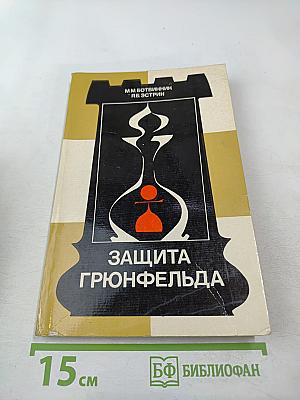 М.М.БОТВИННИК
Я.Б.ЭСТРИН
ЗАЩИТА
ГРЮНФЕЛЬДА
15 см
БФ БИБЛИОФАН